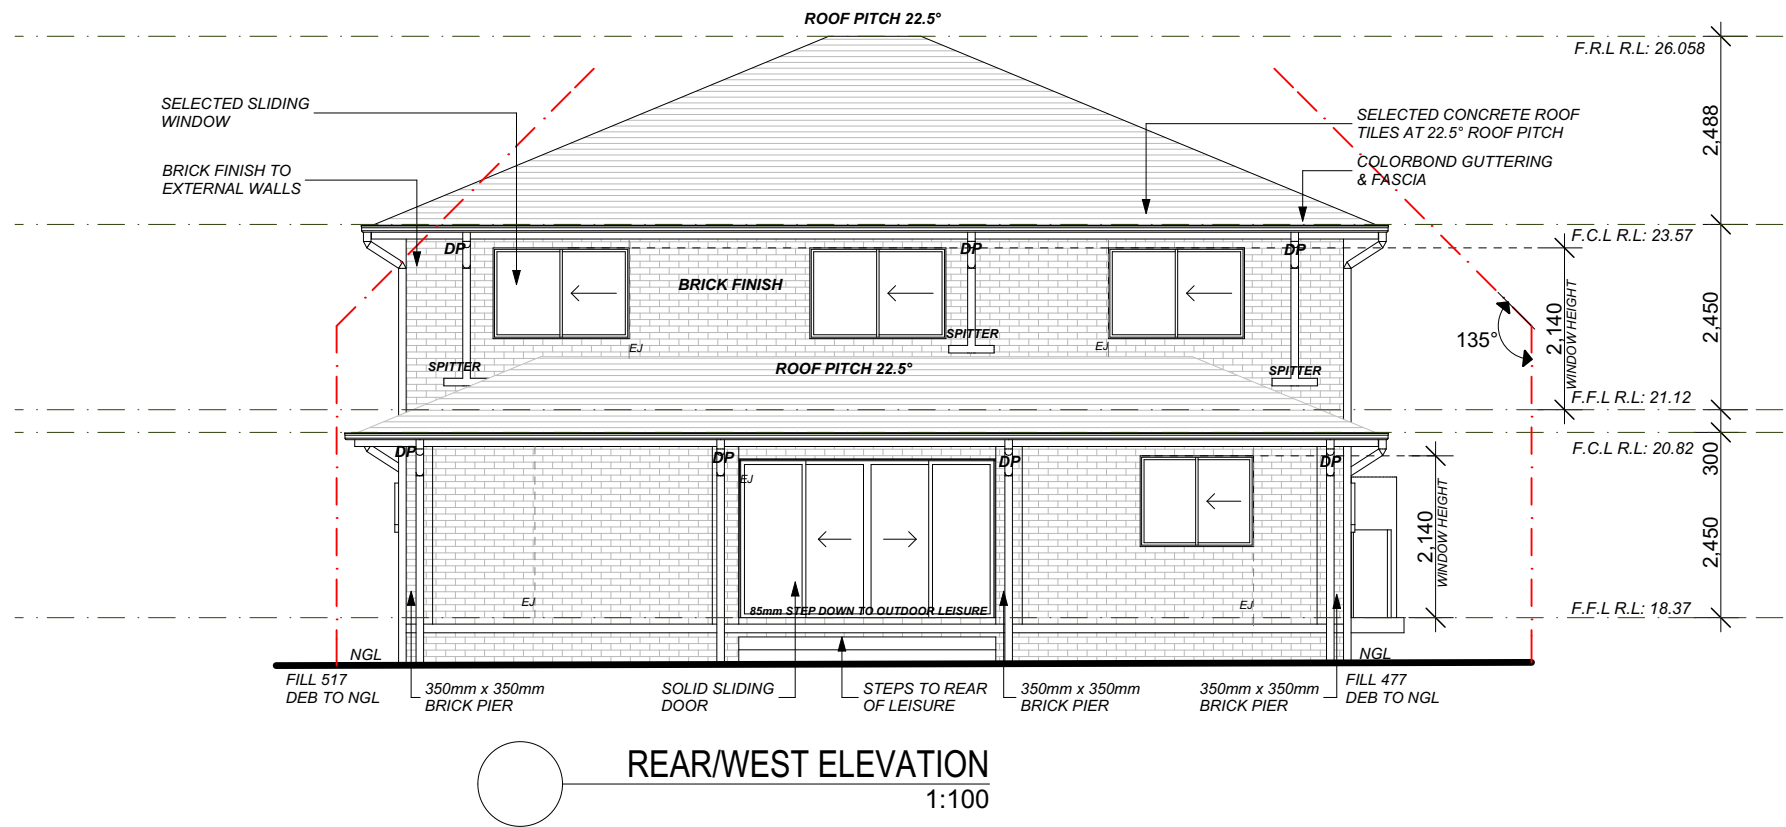 ROOF PITCH 22.5°
F.R.L R.L: 26.058
SELECTED SLIDING
WINDOW
SELECTED CONCRETE ROOF
TILES AT 22.5° ROOF PITCH
2,488
BRICK FINISH TO
EXTERNAL WALLS
COLORBOND GUTTERING
& FASCIA
F.C.L R.L: 23.57
DP
DP
DP
BRICK FINISH
2,140
WINDOW HEIGHT
2,450
135°
SPITTER
EJ
EJ
SPITTER
ROOF PITCH 22.5°
SPITTER
F.F.L R.L: 21.12
F.C.L R.L: 20.82
300
DP
DP
DP
DP
EJ
2,140
WINDOW HEIGHT
2,450
EJ
EJ
85mm STEP DOWN TO OUTDOOR LEISURE
F.F.L R.L: 18.37
NGL
NGL
FILL 517
DEB TO NGL
350mm x 350mm
BRICK PIER
SOLID SLIDING
DOOR
STEPS TO REAR
OF LEISURE
350mm x 350mm
BRICK PIER
350mm x 350mm
BRICK PIER
FILL 477
DEB TO NGL
REAR/WEST ELEVATION
1:100